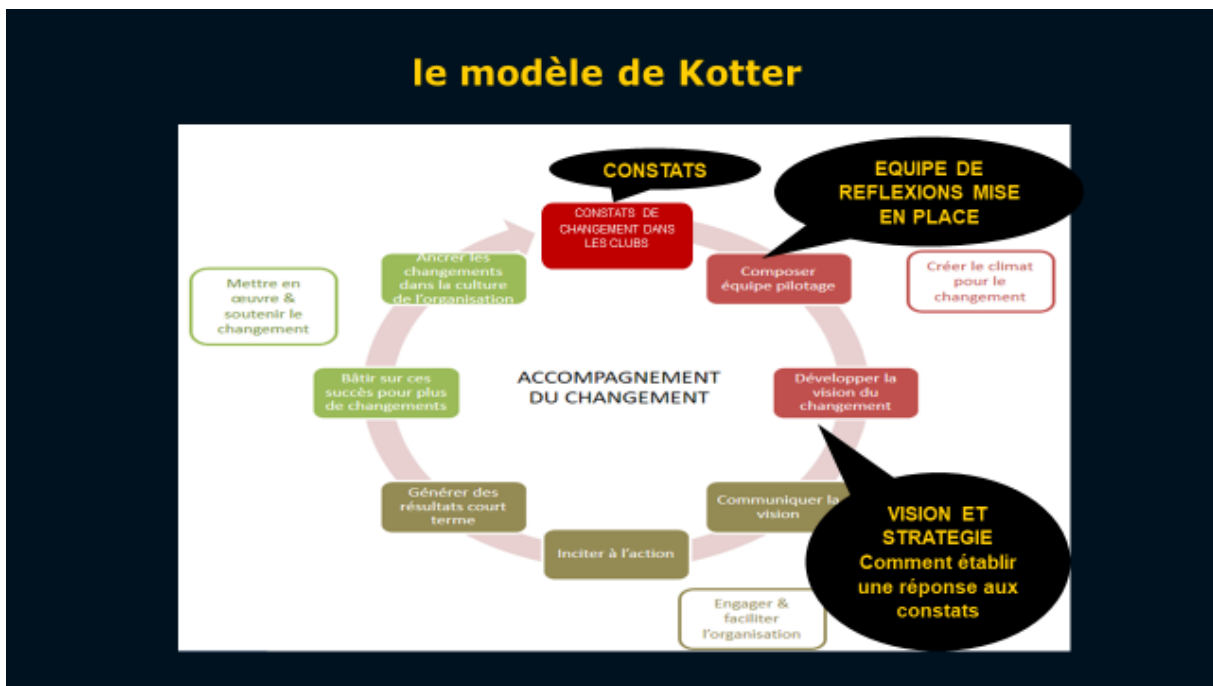 le modèle de Kotter
CONSTATS
EQUIPE DE
REFLEXIONS MISE
EN PLACE
CONSTATS DE
CHANGEMENT DANS
LES CLUBS
Ancrer les
changements
dans la culture
de l'organisation
Composer
équipe pilotage
Créer le climat
pour le
changement
Mettre en
œuvre &
soutenir le
changement
ACCOMPAGNEMENT
DU CHANGEMENT
Bâtir sur ces
succès pour plus
de changements
Développer la
vision du
changement
Générer des
résultats court
terme
Communiquer la
vision
VISION ET
STRATEGIE
Comment établir
une réponse aux
constats
Inciter à l'action
Engager &
faciliter
l'organisation